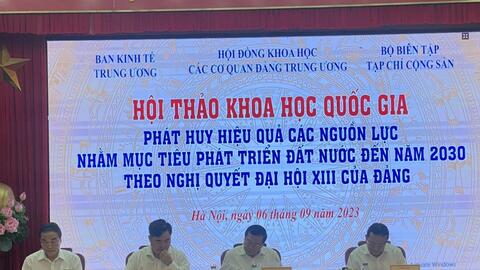 BAN KINH TẾ
TRUNG ƯƠNG
HỘI ĐỒNG KHOA HỌC
CÁC CƠ QUAN ĐẢNG TRUNG ƯƠNG
BỘ BIÊN TẬP
TẠP CHÍ CỘNG SẢN
HỘI THẢO KHOA HỌC QUỐC GIA
PHÁT HUY HIỆU QUẢ CÁC NGUỒN LỰC
NHẰM MỤC TIÊU PHÁT TRIỂN ĐẤT NƯỚC ĐẾN NĂM 2030
THEO NGHỊ QUYẾT ĐẠI HỘI XIII CỦA ĐẢNG
Hà Nội, ngày 06 tháng 09 năm 2023
Windows